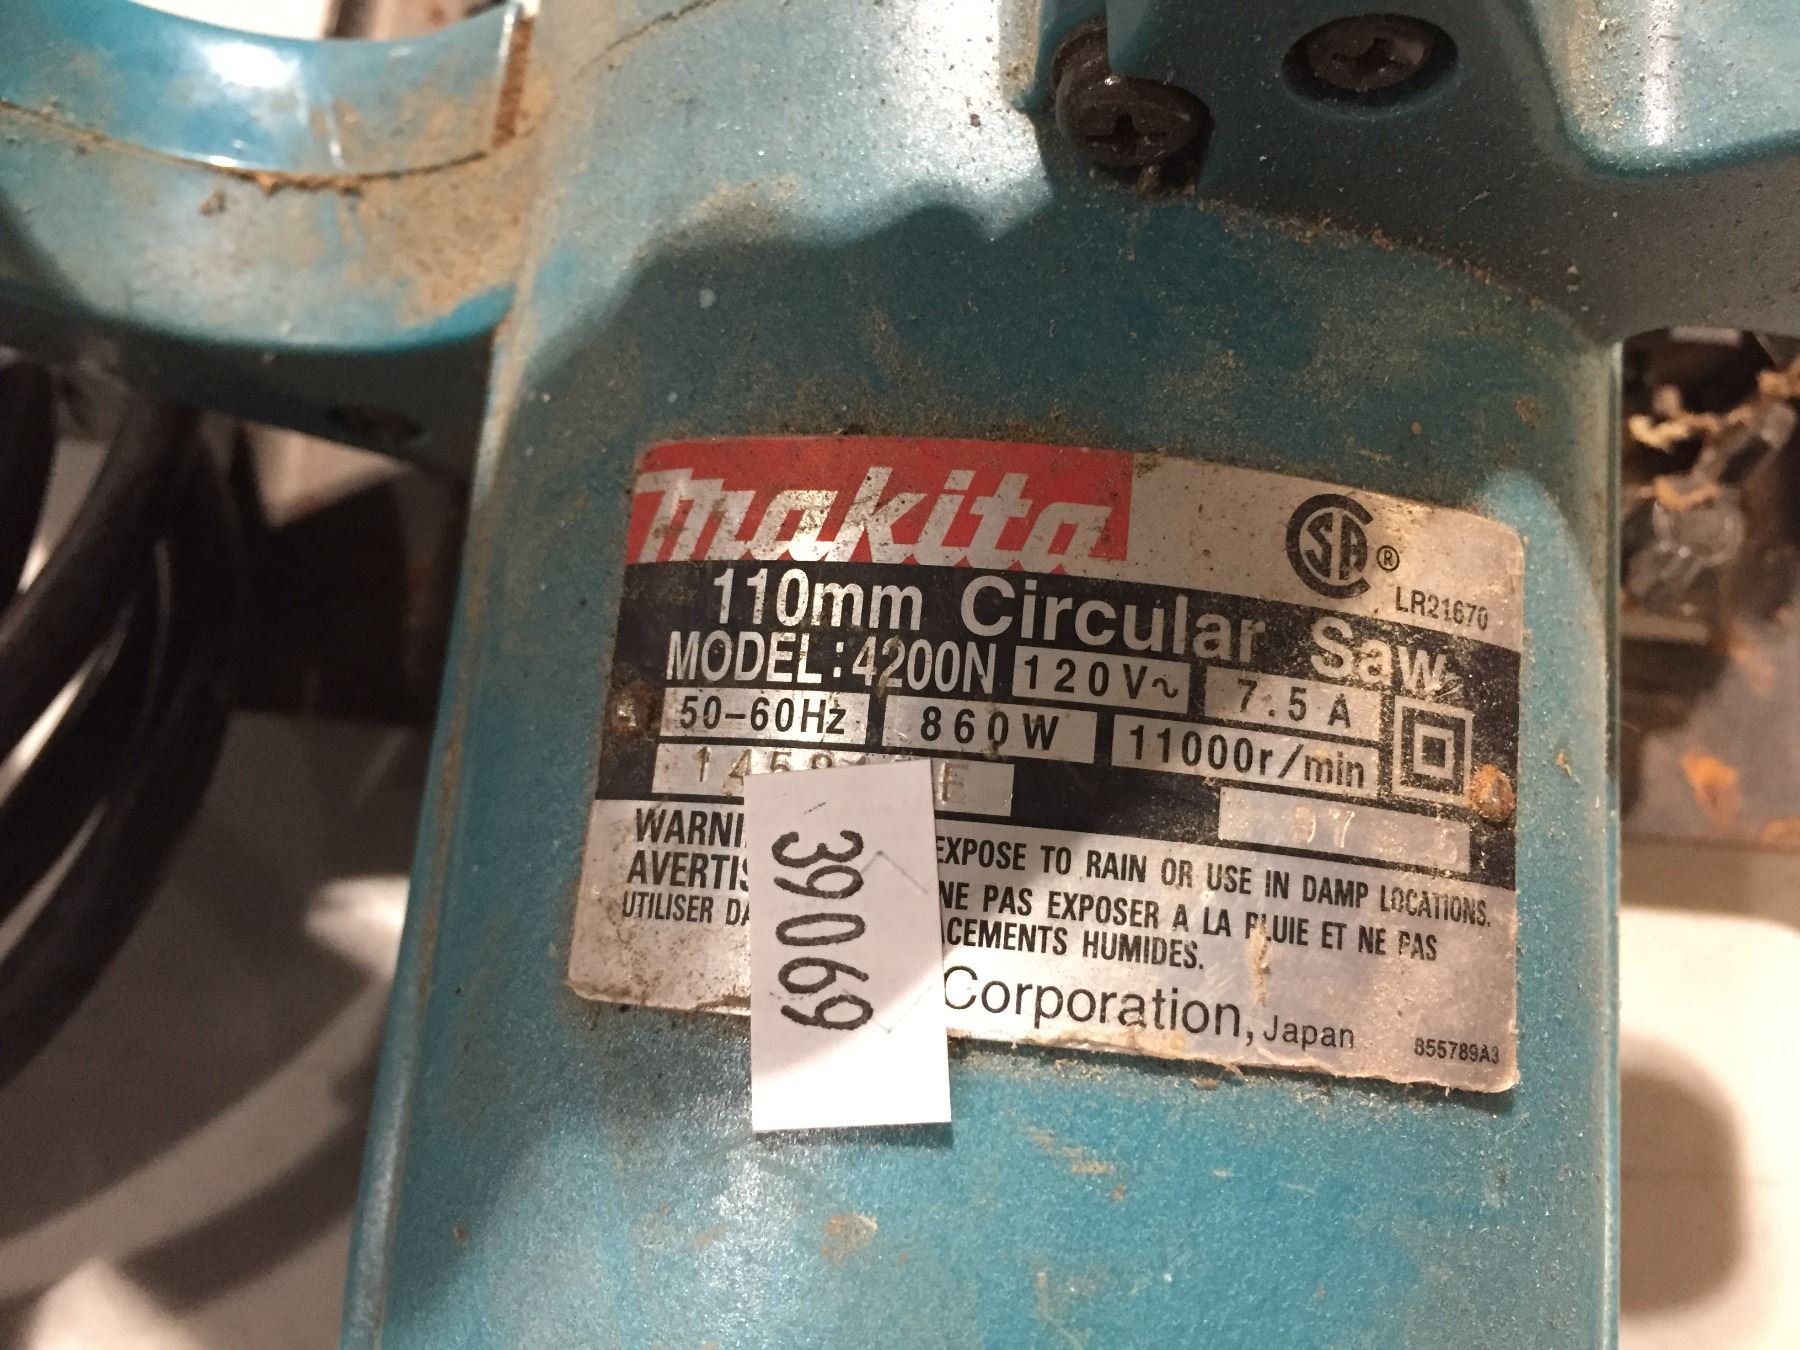 makita
CSA ®
LR21670
110mm Circular Saw
MODEL:4200N 120V~ 7.5A
50-60Hz 860W 11000r/min
E
WARNI EXPOSE TO RAIN OR USE IN DAMP LOCATIONS.
AVERTIS NE PAS EXPOSER A LA PLUIE ET NE PAS
UTILISER DA CEMENTS HUMIDES.
Corporation, Japan 855789A3
39069